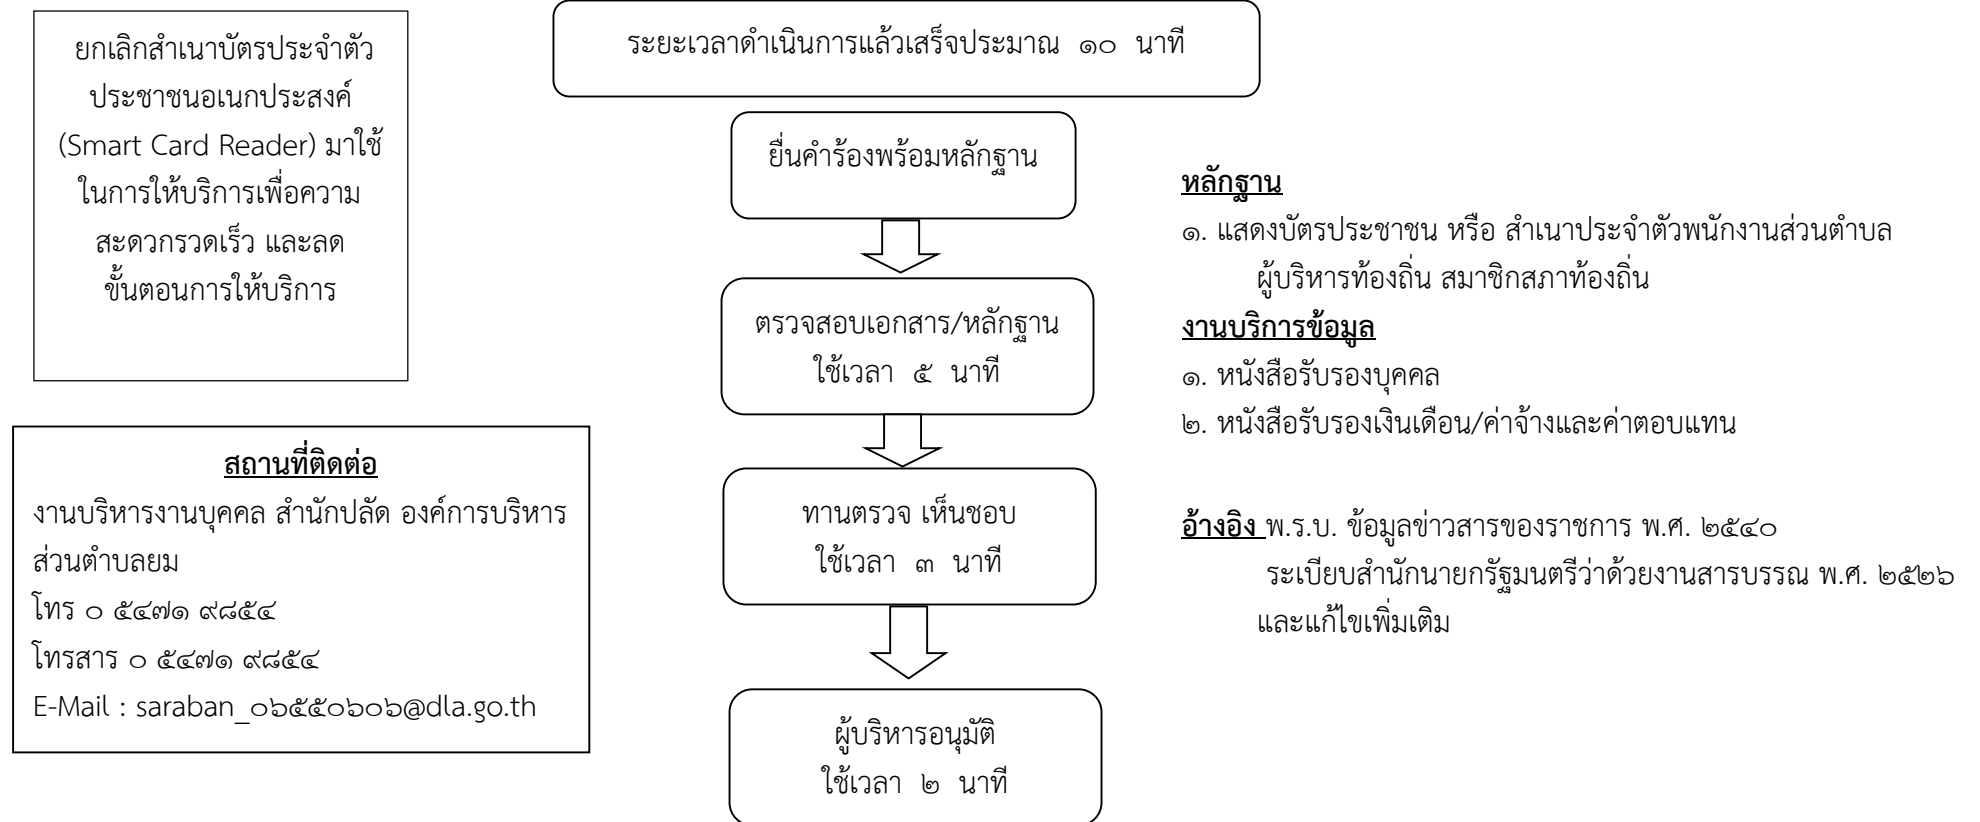 ยกเลิกสำเนาบัตรประจำตัว
ประชาชนอเนกประสงค์
(Smart Card Reader) มาใช้
ในการให้บริการเพื่อความ
สะดวกรวดเร็ว และลด
ขั้นตอนการให้บริการ
สถานที่ติดต่อ
งานบริหารงานบุคคล สำนักปลัด องค์การบริหาร
ส่วนตำบลยม
โทร ๐ ๕๔๗๑ ๙๘๕๔
โทรสาร ๐ ๕๔๗๑ ๙๘๕๔
E-Mail : saraban_๐๖๕๕๐๖๐๖@dla.go.th
ระยะเวลาดำเนินการแล้วเสร็จประมาณ ๑๐ นาที
ยื่นคำร้องพร้อมหลักฐาน
ตรวจสอบเอกสาร/หลักฐาน
ใช้เวลา ๕ นาที
ทานตรวจ เห็นชอบ
ใช้เวลา ๓ นาที
ผู้บริหารอนุมัติ
ใช้เวลา ๒ นาที
หลักฐาน
๑. แสดงบัตรประชาชน หรือ สำเนาประจำตัวพนักงานส่วนตำบล
ผู้บริหารท้องถิ่น สมาชิกสภาท้องถิ่น
งานบริการข้อมูล
๑. หนังสือรับรองบุคคล
๒. หนังสือรับรองเงินเดือน/ค่าจ้างและค่าตอบแทน
อ้างอิง พ.ร.บ. ข้อมูลข่าวสารของราชการ พ.ศ. ๒๕๔๐
ระเบียบสำนักนายกรัฐมนตรีว่าด้วยงานสารบรรณ พ.ศ. ๒๕๒๖
และแก้ไขเพิ่มเติม